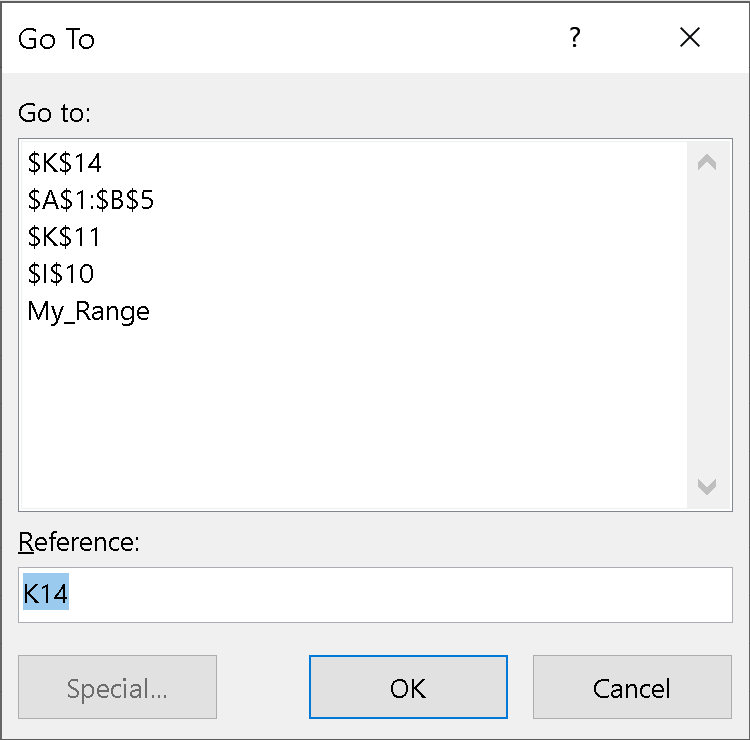 Go To
?
Go to:
$K$14
$A$1:$B$5
$K$11
$I$10
My_Range
Reference:
K14
Special...
OK
Cancel